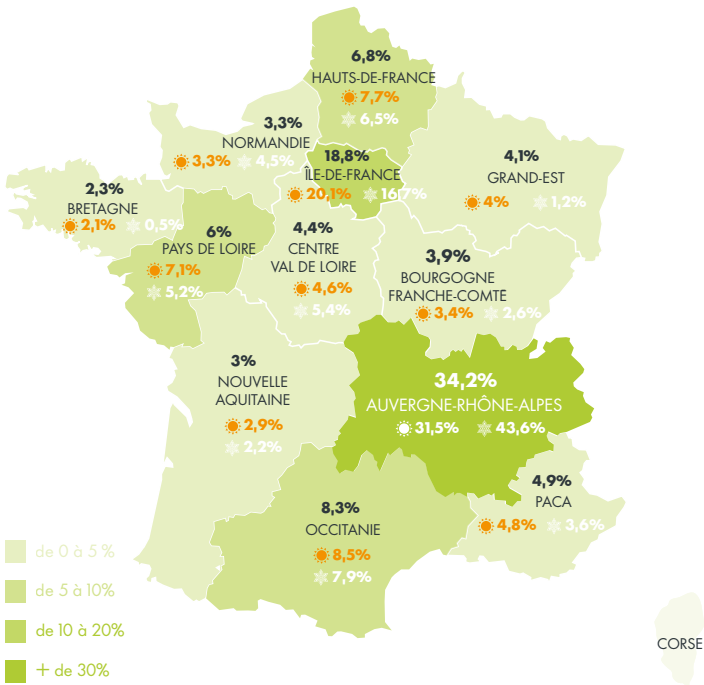 6,8%
HAUTS-DE-FRANCE
7,7%
6,5%
3,3%
NORMANDIE
3,3% 4,5%
18,8%
ÎLE-DE-FRANCE
20,1% 16,7%
4,1%
GRAND-EST
4% 1,2%
2,3%
BRETAGNE
2,1% 0,5%
6%
PAYS DE LOIRE
7,1%
5,2%
4,4%
CENTRE
VAL DE LOIRE
4,6%
5,4%
3,9%
BOURGOGNE
FRANCHE-COMTE
3,4% 2,6%
3%
NOUVELLE
AQUITAINE
2,9%
2,2%
34,2%
AUVERGNE-RHÔNE-ALPES
31,5% 43,6%
4,9%
PACA
4,8% 3,6%
8,3%
OCCITANIE
8,5%
7,9%
de 0 à 5 %
de 5 à 10%
de 10 à 20%
+ de 30%
CORSE